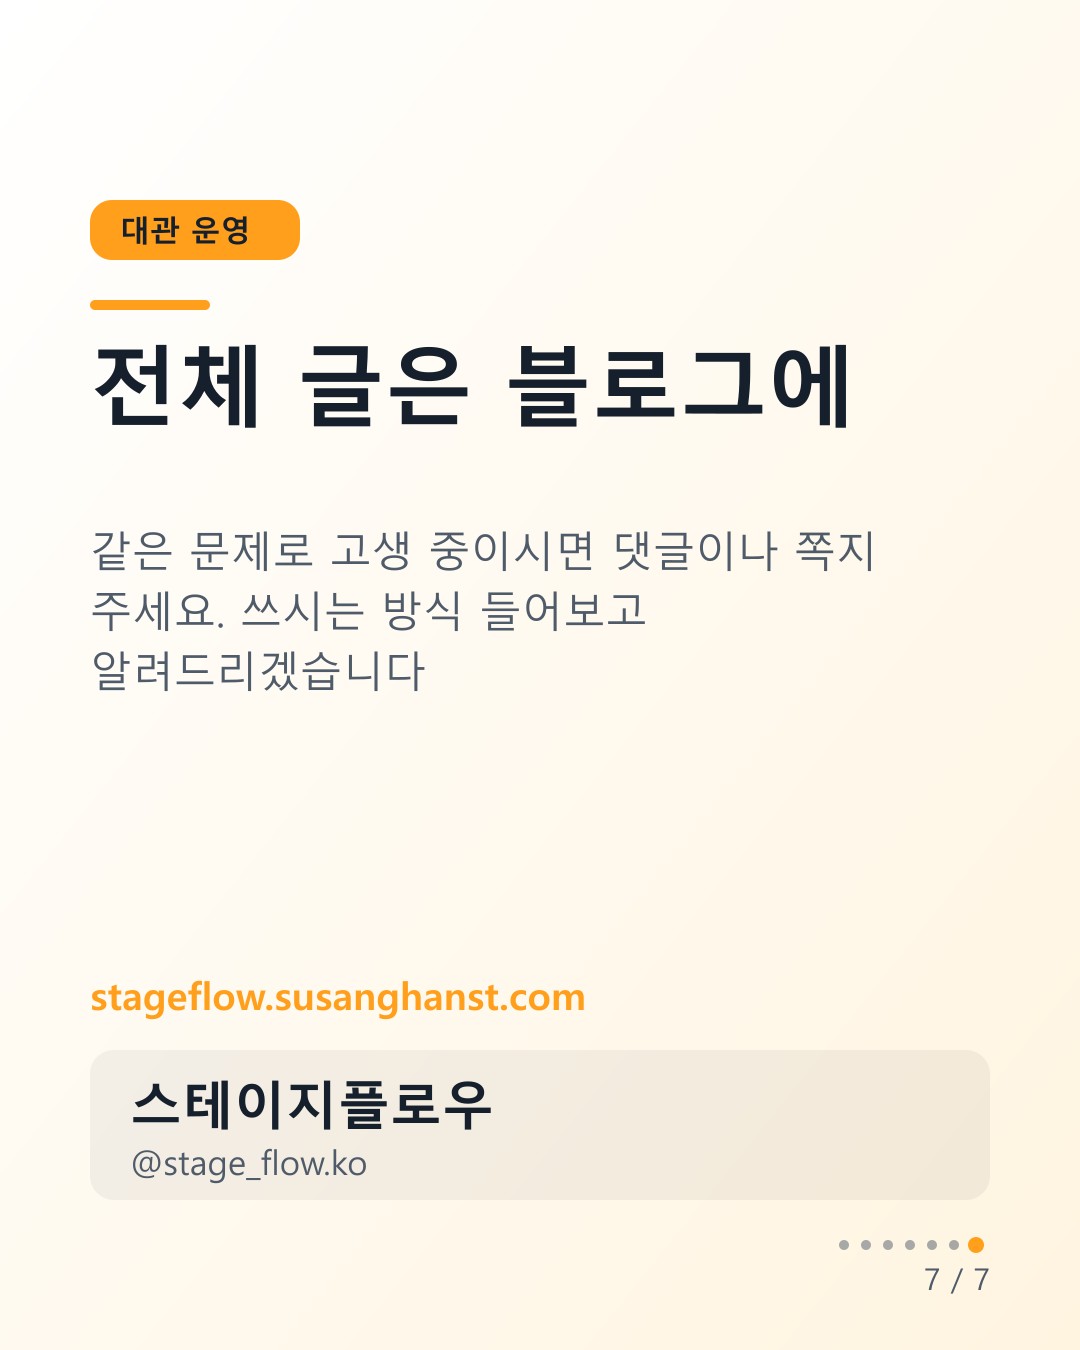 대관 운영
전체 글은 블로그에
같은 문제로 고생 중이시면 댓글이나 쪽지
주세요. 쓰시는 방식 들어보고
알려드리겠습니다
stageflow.susanghanst.com
스테이지플로우
@stage_flow.ko
7 / 7